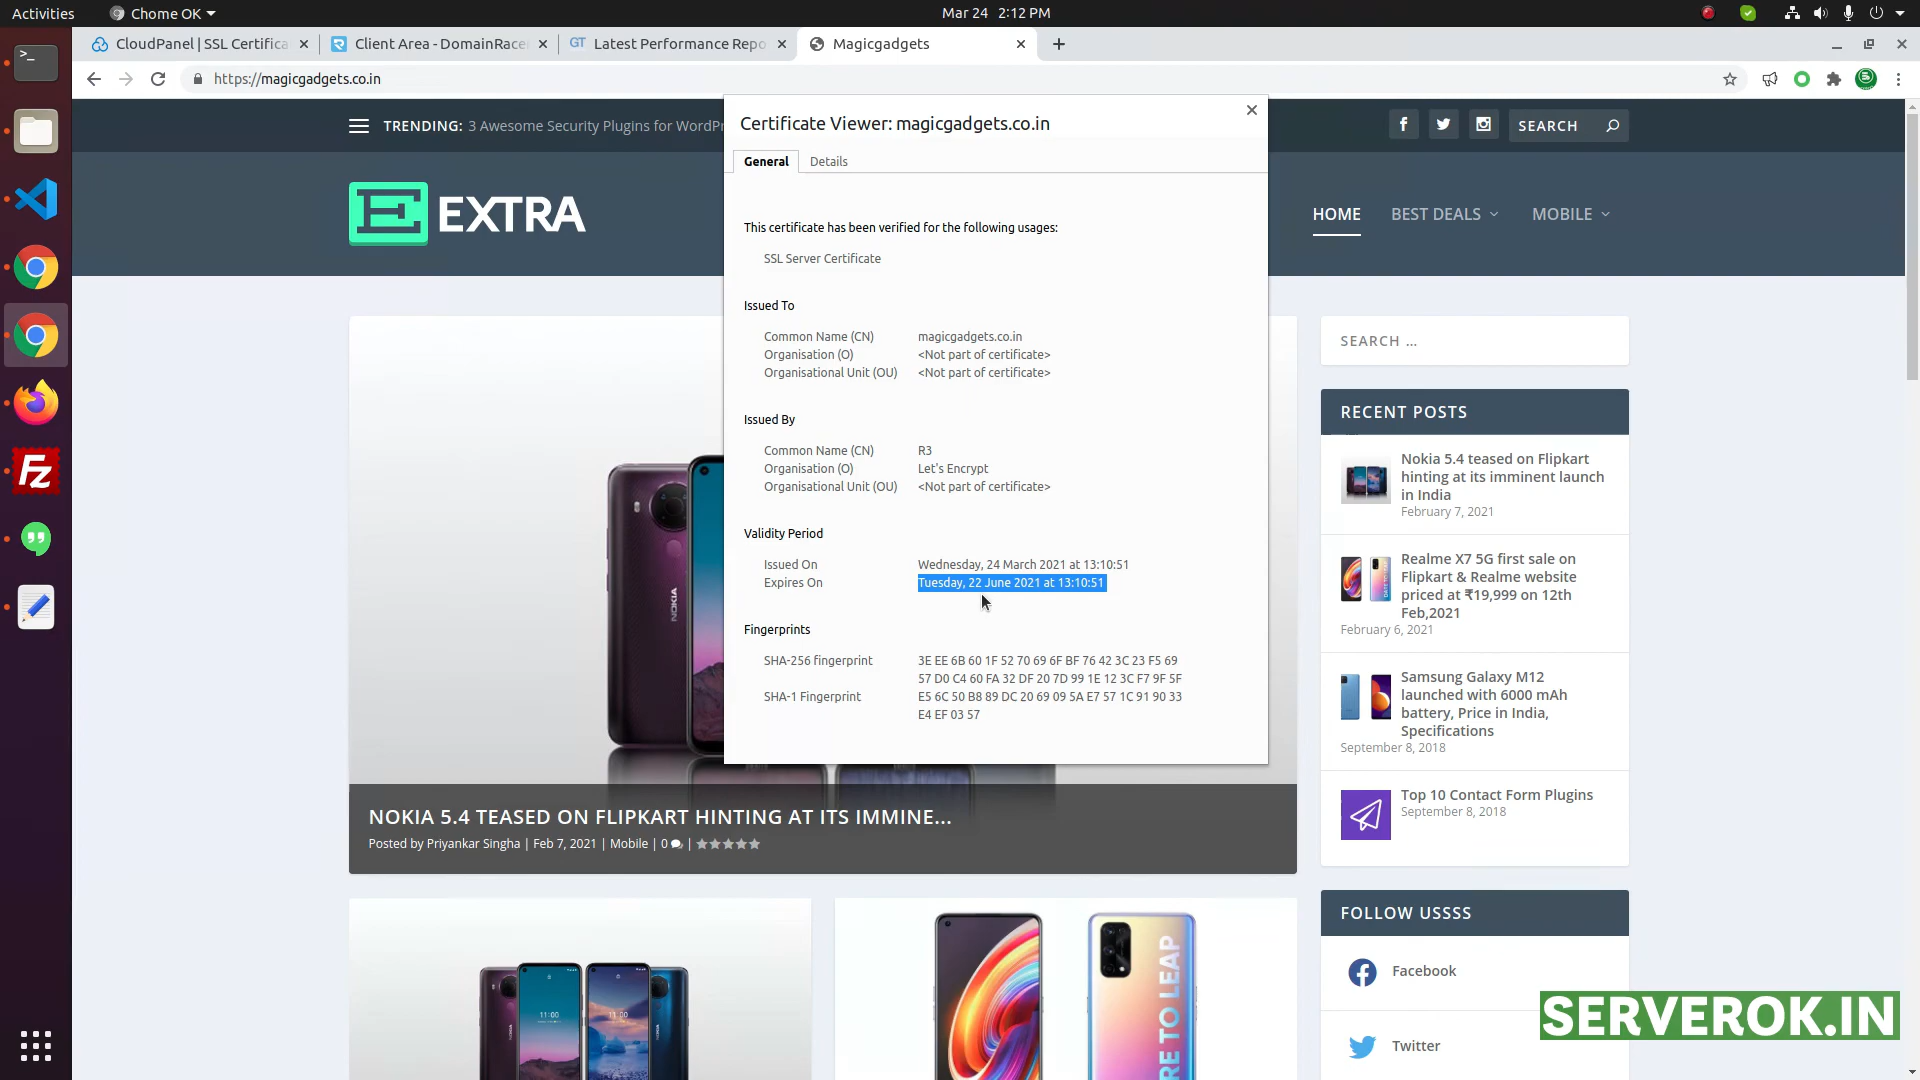 Activities
Chome OK
Mar 24 2:12 PM
CloudPanel | SSL Certifica
Client Area - DomainRace
GT Latest Performance Repo
Magicgadgets
https://magicgadgets.co.in
TRENDING: 3 Awesome Security Plugins for WordPr
SEARCH
EXTRA
HOME
BEST DEALS
MOBILE
Certificate Viewer: magicgadgets.co.in
General
Details
This certificate has been verified for the following usages:
SSL Server Certificate
Issued To
Common Name (CN) magicgadgets.co.in
Organisation (O) <Not part of certificate>
Organisational Unit (OU) <Not part of certificate>
Issued By
Common Name (CN) R3
Organisation (O) Let's Encrypt
Organisational Unit (OU) <Not part of certificate>
Validity Period
Issued On Wednesday, 24 March 2021 at 13:10:51
Expires On Tuesday, 22 June 2021 at 13:10:51
Fingerprints
SHA-256 fingerprint 3E EE 6B 60 1F 52 70 69 6F BF 76 42 3C 23 F5 69
57 D0 C4 60 FA 32 DF 20 7D 99 1E 12 3C F7 9F 5F
SHA-1 Fingerprint E5 6C 50 B8 89 DC 20 69 09 5A E7 57 1C 91 90 33
E4 EF 03 57
NOKIA
NOKIA 5.4 TEASED ON FLIPKART HINTING AT ITS IMMINE...
Posted by Priyankar Singha | Feb 7, 2021 | Mobile | 0 |
11:00
11:00
RE TO LEAP
SEARCH …
RECENT POSTS
Nokia 5.4 teased on Flipkart
hinting at its imminent launch
in India
February 7, 2021
Realme X7 5G first sale on
Flipkart & Realme website
priced at ₹19,999 on 12th
Feb,2021
February 6, 2021
Samsung Galaxy M12
launched with 6000 mAh
battery, Price in India,
Specifications
September 8, 2018
Top 10 Contact Form Plugins
September 8, 2018
FOLLOW USSSS
Facebook
Twitter
SERVEROK.IN